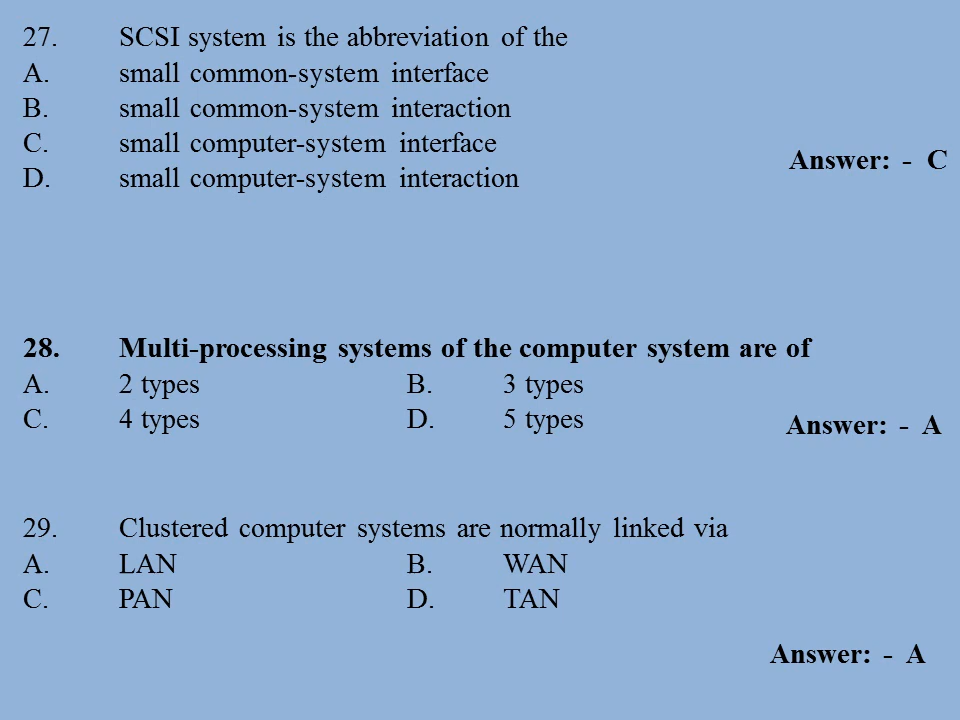 27. SCSI system is the abbreviation of the
A. small common-system interface
B. small common-system interaction
C. small computer-system interface
D. small computer-system interaction
Answer: - C
28. Multi-processing systems of the computer system are of
A. 2 types B. 3 types
C. 4 types D. 5 types
Answer: - A
29. Clustered computer systems are normally linked via
A. LAN B. WAN
C. PAN D. TAN
Answer: - A